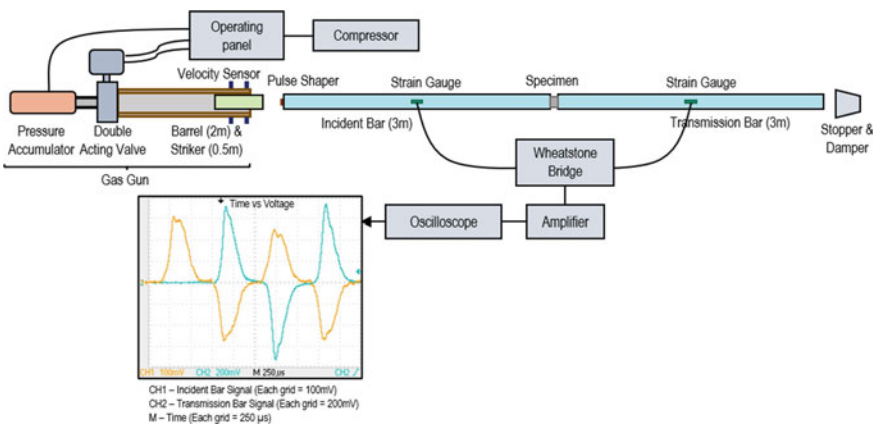 Operating
panel
Compressor
Velocity Sensor
Pulse Shaper
Strain Gauge
Specimen
Strain Gauge
Pressure
Accumulator
Double
Acting Valve
Barrel (2m) &
Striker (0.5m)
Incident Bar (3m)
Transmission Bar (3m)
Stopper &
Damper
Gas Gun
Wheatstone
Bridge
Time vs Voltage
Oscilloscope
Amplifier
2
CH1 100mV CH2 200mV M 250µs CH2
CH1 – Incident Bar Signal (Each grid = 100mV)
CH2 – Transmission Bar Signal (Each grid = 200mV)
M – Time (Each grid = 250 µs)